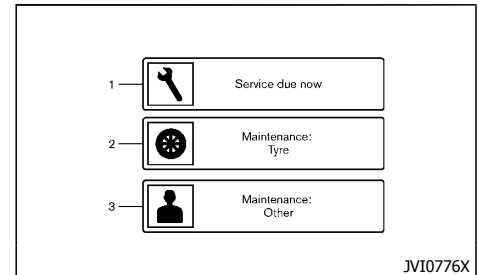 1
Service due now
2
Maintenance:
Tyre
3
Maintenance:
Other
JVI0776X